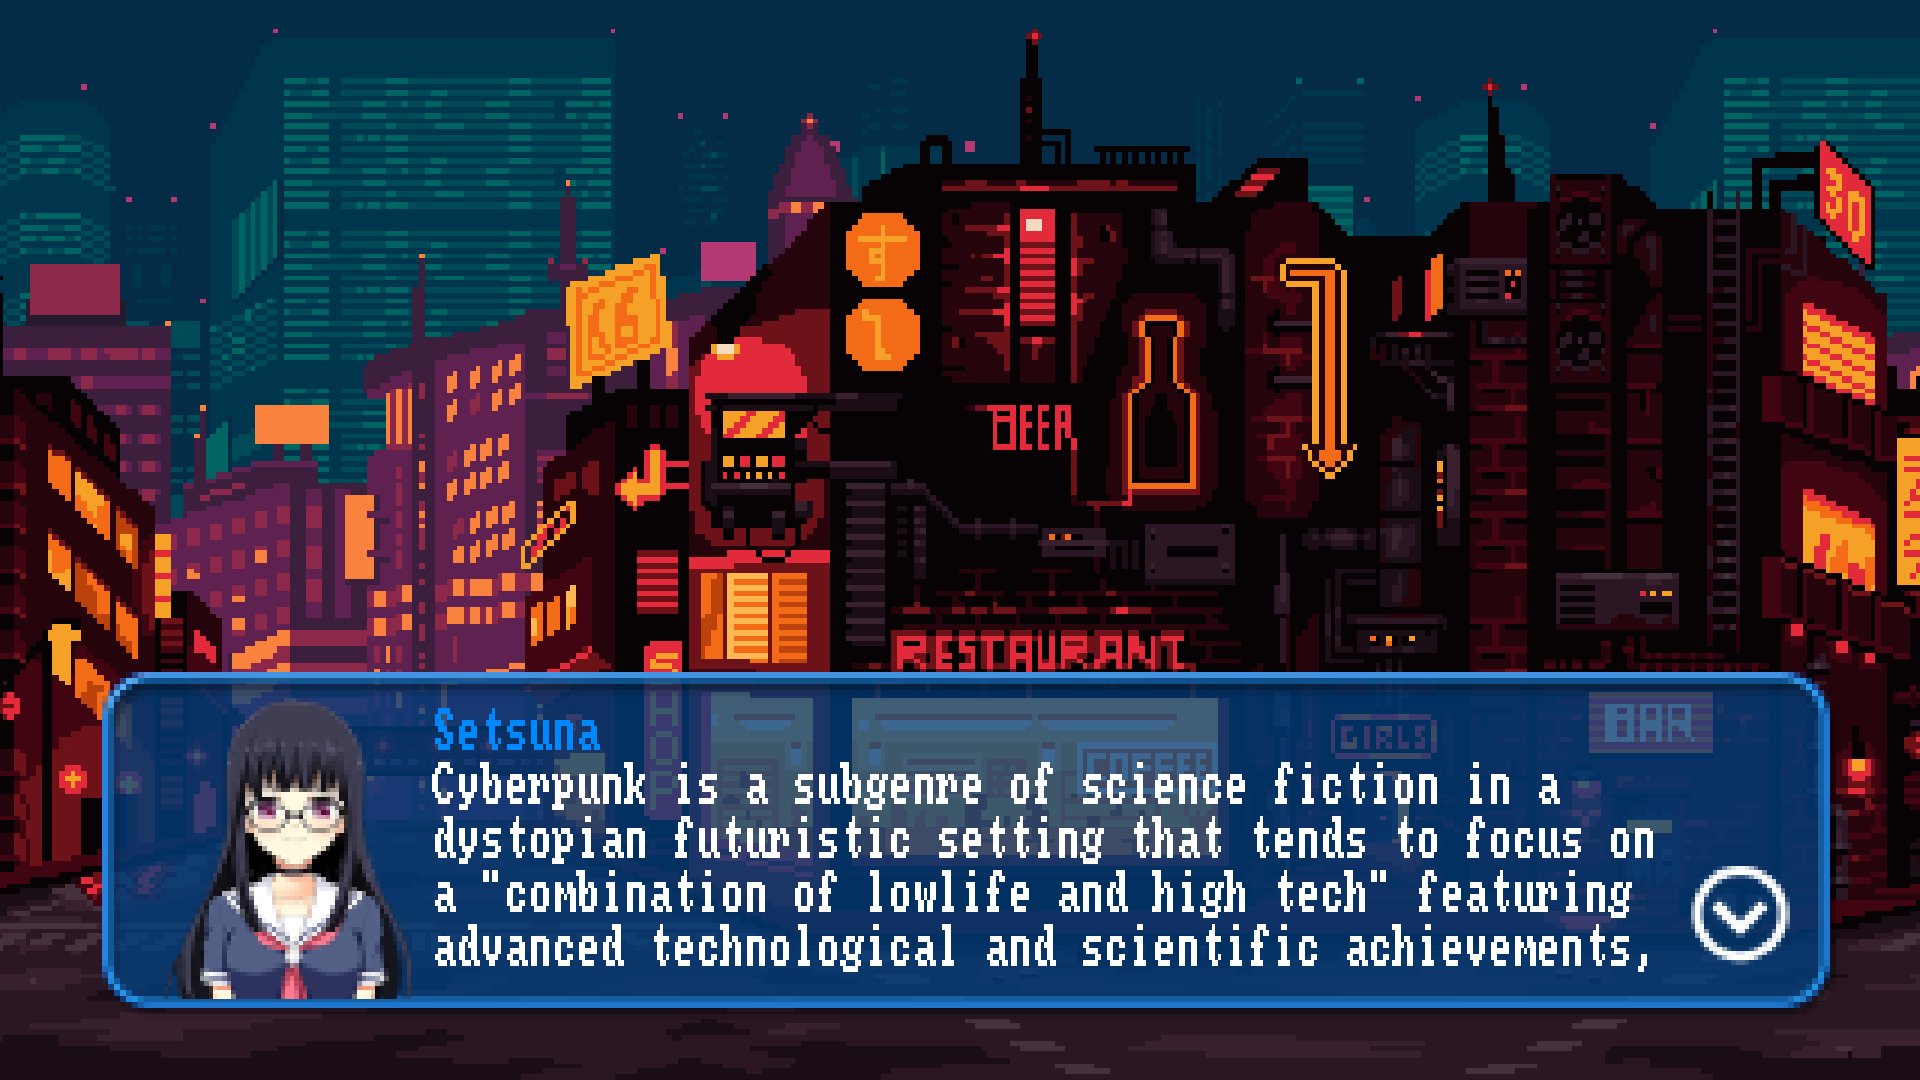 す
し
BEER
RESTAURANT
GIRLS
BAR
COFFEE
Setsuna
Cyberpunk is a subgenre of science fiction in a
dystopian futuristic setting that tends to focus on
a "combination of lowlife and high tech" featuring
advanced technological and scientific achievements,